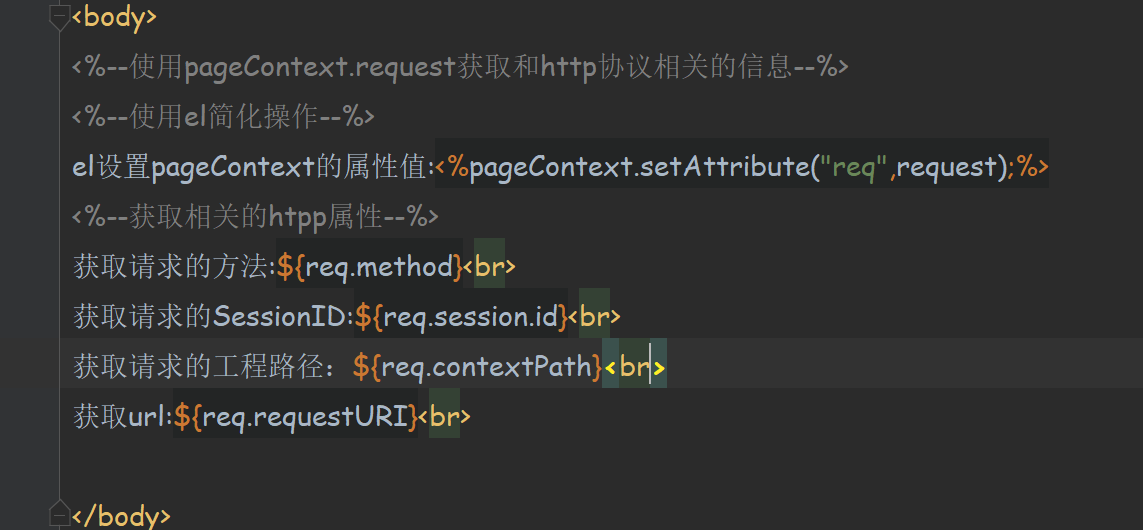 <body>
<%--使用pageContext.request获取和http协议相关的信息--%>
<%--使用el简化操作--%>
el设置pageContext的属性值:<%pageContext.setAttribute("req",request);%>
<%--获取相关的htpp属性--%>
获取请求的方法:${req.method}<br>
获取请求的SessionID:${req.session.id}<br>
获取请求的工程路径：${req.contextPath}<br>
获取url:${req.requestURI}<br>
</body>